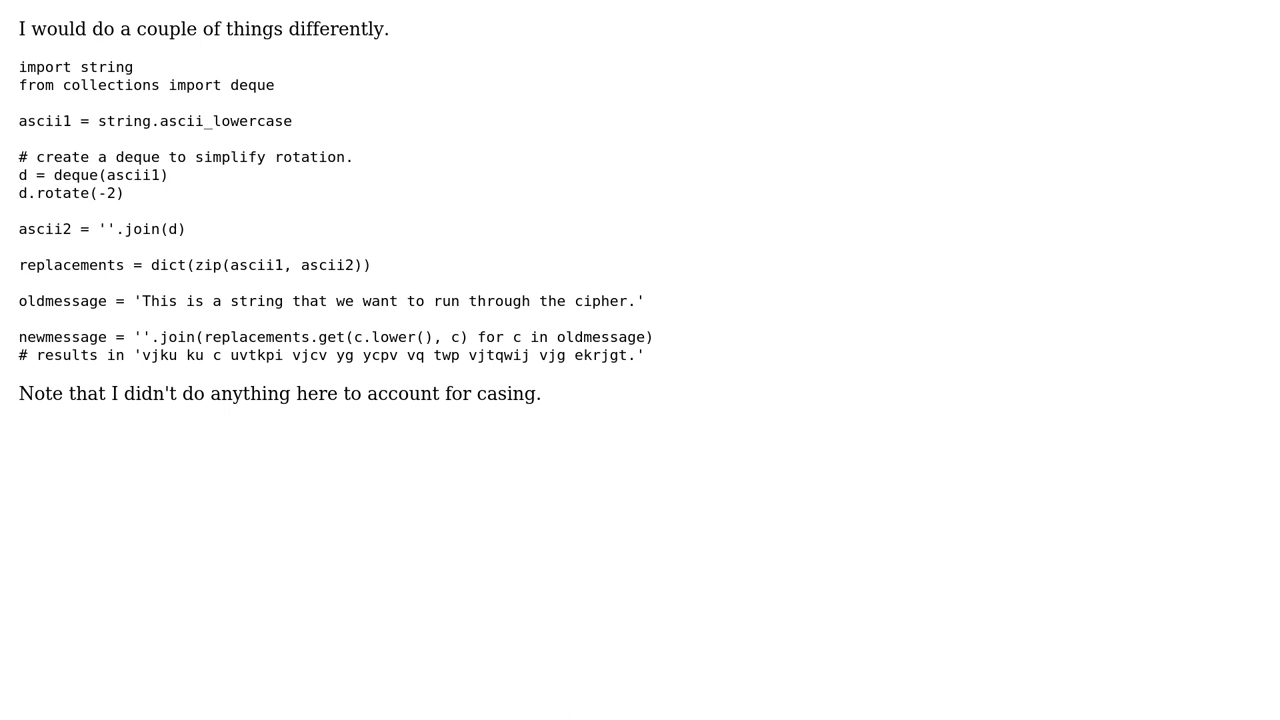 I would do a couple of things differently.
import string
from collections import deque
ascii1 = string.ascii_lowercase
# create a deque to simplify rotation.
d = deque(ascii1)
d.rotate(-2)
ascii2 = ''.join(d)
replacements = dict(zip(ascii1, ascii2))
oldmessage = 'This is a string that we want to run through the cipher.'
newmessage = ''.join(replacements.get(c.lower(), c) for c in oldmessage)
# results in 'vjku ku c uvtkpi vjcv yg ycpv vq twp vjtqwij vjg ekrjgt.'
Note that I didn't do anything here to account for casing.